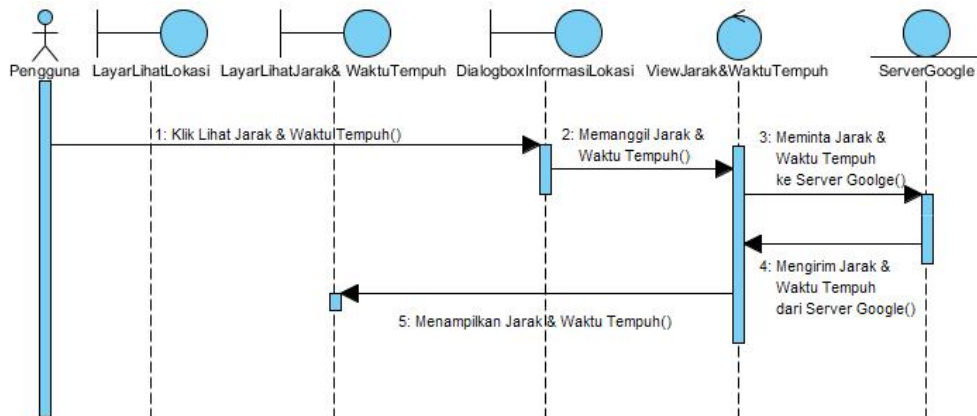 Pengguna
LayarLihatLokasi
LayarLihatJarak& WaktuTempuh
DialogboxInformasiLokasi
ViewJarak&WaktuTempuh
ServerGoogle
1: Klik Lihat Jarak & Waktu Tempuh()
2: Memanggil Jarak &
Waktu Tempuh()
3: Meminta Jarak &
Waktu Tempuh
ke Server Goolge()
4: Mengirim Jarak &
Waktu Tempuh
dari Server Google()
5: Menampilkan Jarak & Waktu Tempuh()